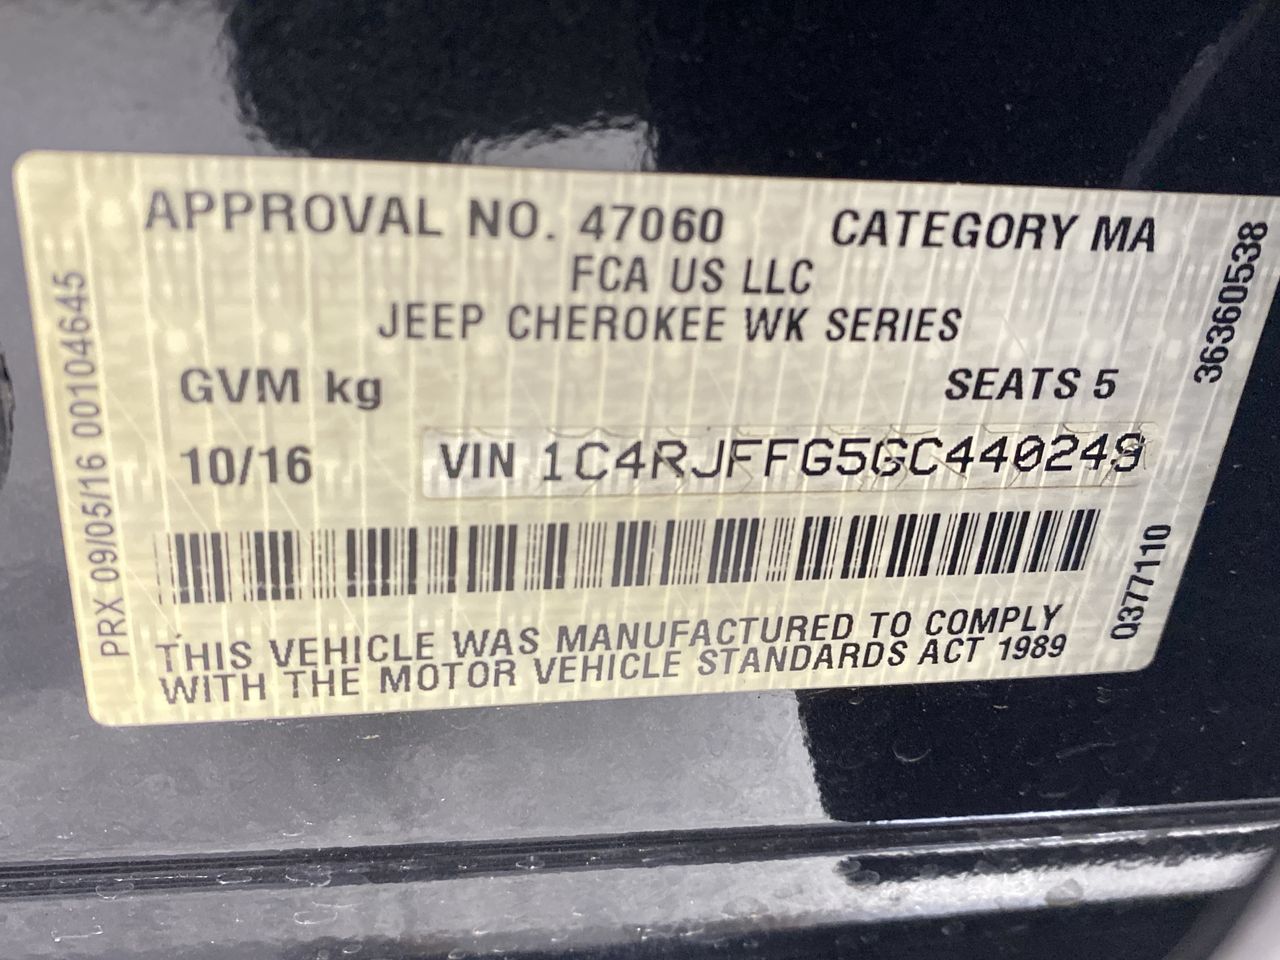 APPROVAL NO. 47060 CATEGORY MA
FCA US LLC
JEEP CHEROKEE WK SERIES
GVM kg SEATS 5
10/16 VIN 1C4RJFFG5GC440249
THIS VEHICLE WAS MANUFACTURED TO COMPLY
WITH THE MOTOR VEHICLE STANDARDS ACT 1989
PRX 09/05/16 001046645
36360538
Q377110